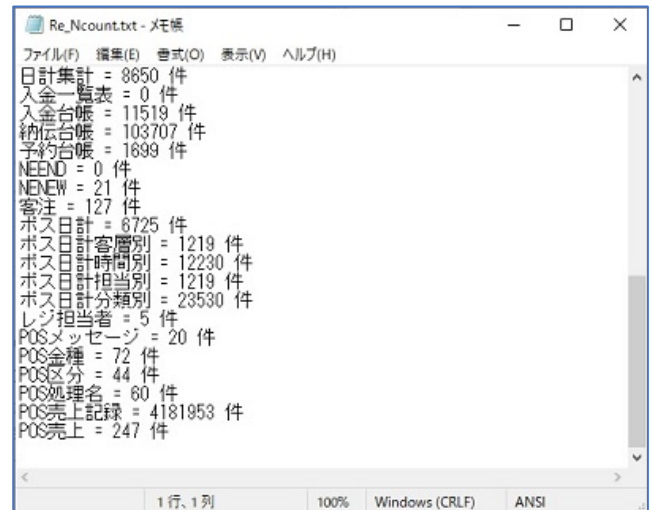 Re_Ncount.txt - メモ帳
ファイル(F) 編集(E) 書式(O) 表示(V) ヘルプ(H)
日計集計 = 8650 件
入金一覧表 = 0 件
入金台帳 = 11519 件
納伝台帳 = 103707 件
予約台帳 = 1699 件
NEEND = 0 件
NENEW = 21 件
客注 = 127 件
ボス日計 = 6725 件
ボス日計客層別 = 1219 件
ボス日計時間別 = 12230 件
ボス日計担当別 = 1219 件
ボス日計分類別 = 23530 件
レジ担当者 = 5 件
POSメッセージ = 20 件
POS金種 = 72 件
POS区分 = 44 件
POS処理名 = 60 件
POS売上記録 = 4181953 件
POS売上 = 247 件
1 行、1 列 100% Windows (CRLF) ANSI